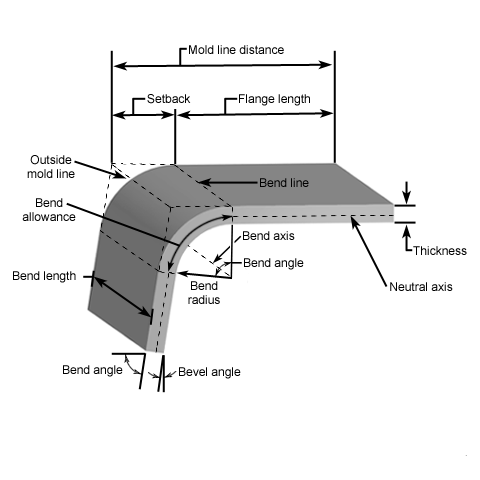 Mold line distance
Setback
Flange length
Outside
mold line
Bend line
Bend
allowance
Bend axis
Thickness
Bend angle
Bend length
Bend
radius
Neutral axis
Bend angle
Bevel angle